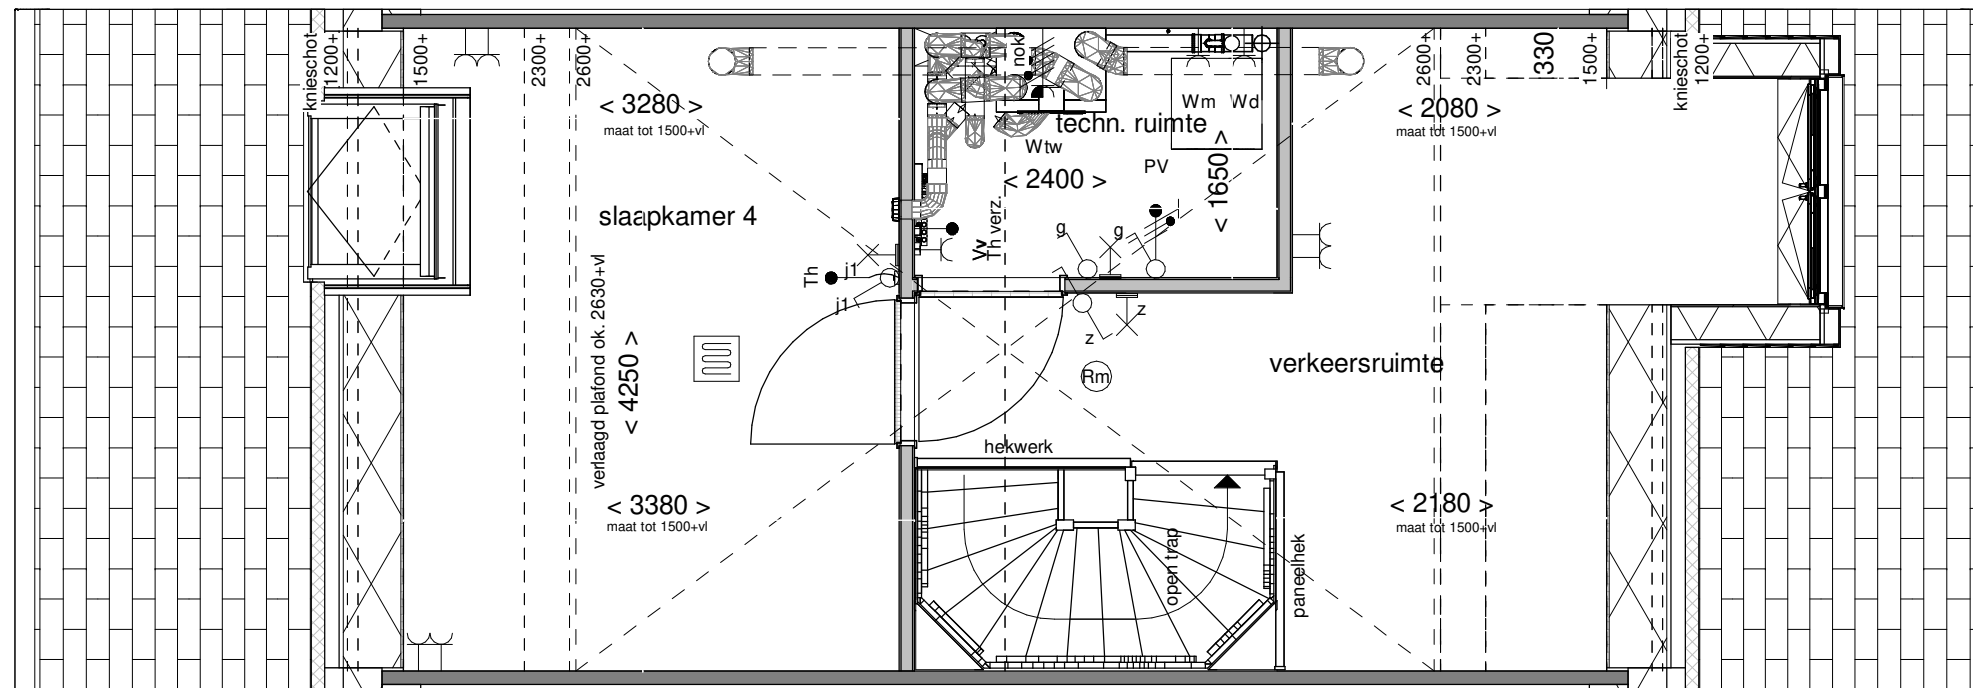 knieschot
1200+
1500+
2300+
2600+
< 3280 >
maat tot 1500+vl
slaapkamer 4
verlaagd plafond ok. 2630+vl
< 4250 >
< 3380 >
maat tot 1500+vl
Th
j1
j1
nok
techn. ruimte
Wm
Wd
Wtw
PV
< 2400 >
< 1650 >
Vv
Th verz.
g
g
z
z
Rm
hekwerk
open trap
paneelhek
verkeersruimte
2600+
2300+
1330
1500+
knieschot
1200+
< 2080 >
maat tot 1500+vl
< 2180 >
maat tot 1500+vl